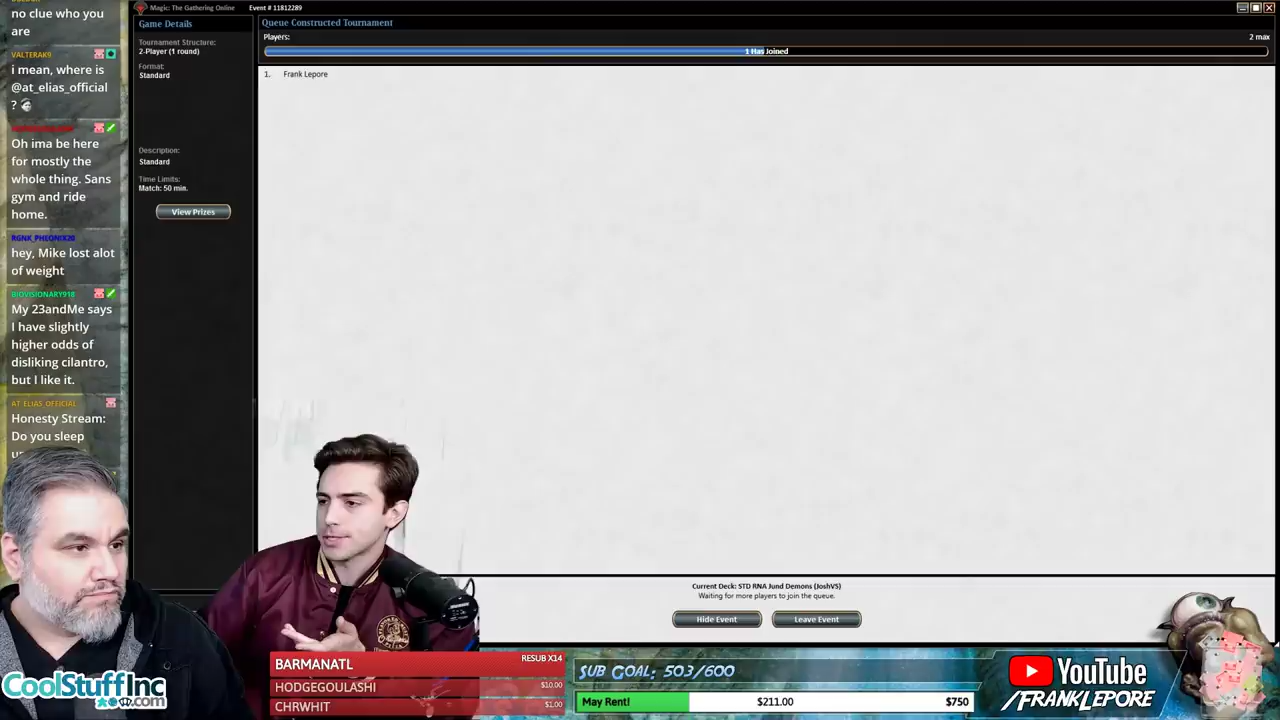 no clue who you
are
VALTERAK9
i mean, where is
@at_elias_official
?
Oh ima be here
for mostly the
whole thing. Sans
gym and ride
home.
RGNK_PHEONIX20
hey, Mike lost alot
of weight
BIOVISIONARY918
My 23andMe says
I have slightly
higher odds of
disliking cilantro,
but I like it.
AT_ELIAS_OFFICIAL
Honesty Stream:
Do you sleep
Magic: The Gathering Online Event # 11812289
Game Details
Tournament Structure:
2-Player (1 round)
Format:
Standard
Description:
Standard
Time Limits:
Match: 50 min.
View Prizes
Queue Constructed Tournament
Players:
2 max
1 Has Joined
1. Frank Lepore
Current Deck: STD RNA Jund Demons (JoshVS)
Waiting for more players to join the queue.
Hide Event
Leave Event
CoolStuffInc
.com
BARMANATL RESUB X14
HODGEGOULASHI $10.00
CHRWHIT $1.00
SUB GOAL: 503/600
May Rent! $211.00 $750
YouTube
/FRANKLEPORE